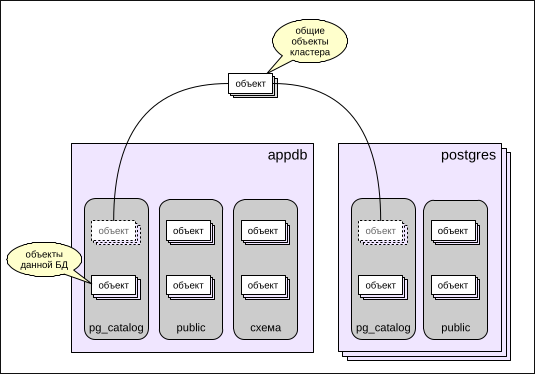 общие
объекты
кластера
объект
appdb
postgres
объект
объект
объект
объект
объект
объекты
данной БД
объект
объект
объект
объект
объект
pg_catalog
public
схема
pg_catalog
public